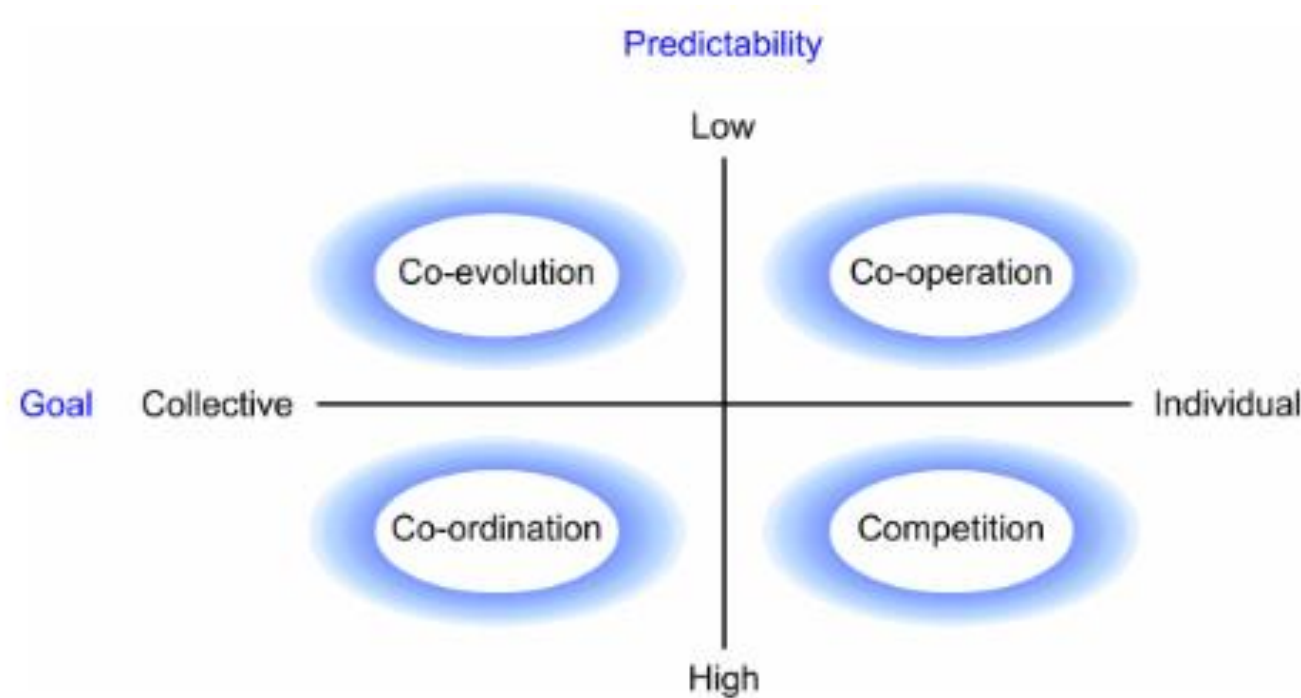 Predictability
Low
Co-evolution
Co-operation
Goal
Collective
Individual
Co-ordination
Competition
High